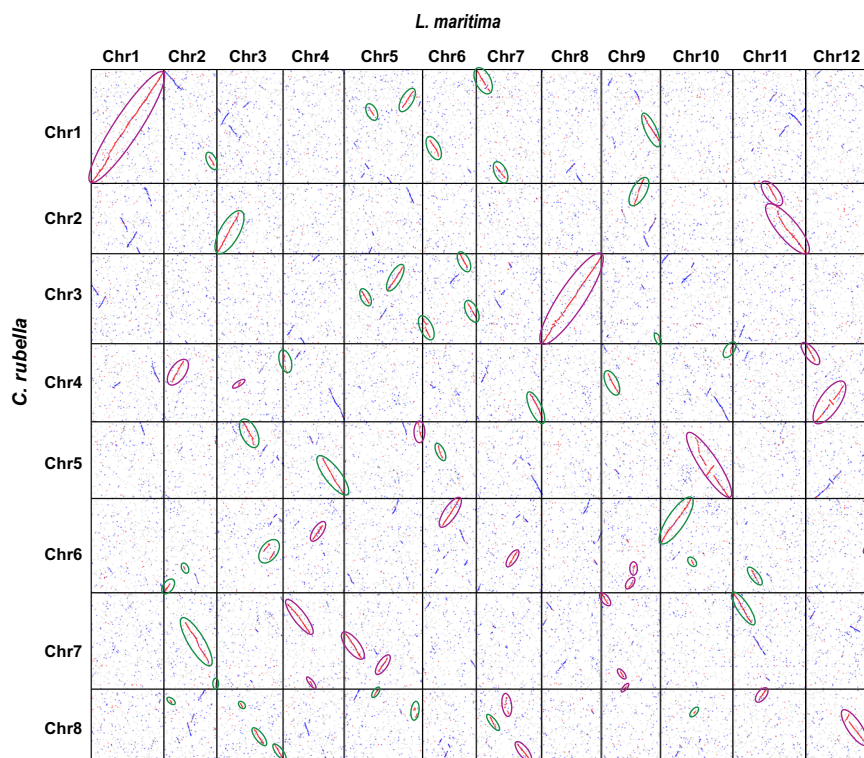 L. maritima
Chr1 Chr2 Chr3 Chr4 Chr5 Chr6 Chr7 Chr8 Chr9 Chr10 Chr11 Chr12
C. rubella
Chr1
Chr2
Chr3
Chr4
Chr5
Chr6
Chr7
Chr8